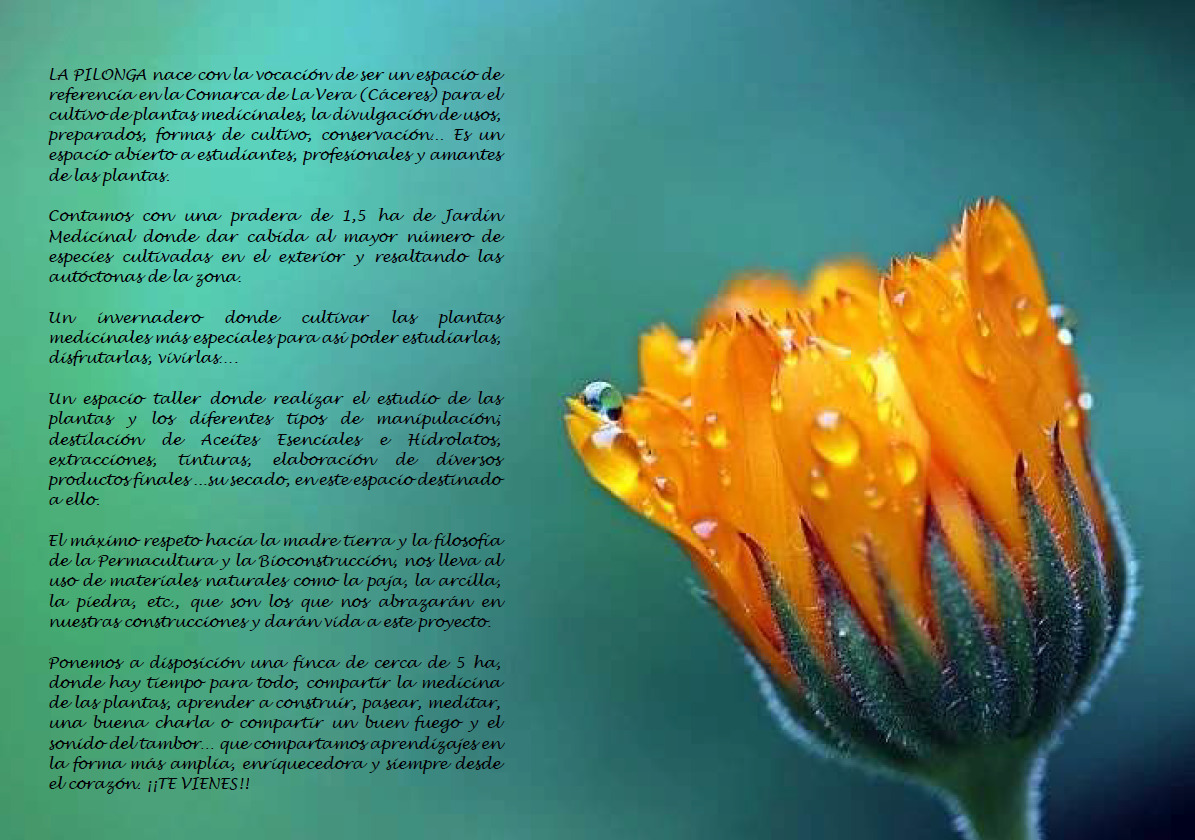 LA PILONGA nace con la vocación de ser un espacio de
referencia en la Comarca de La Vera (Cáceres) para el
cultivo de plantas medicinales, la divulgación de usos,
preparados, formas de cultivo, conservación... Es un
espacio abierto a estudiantes, profesionales y amantes
de las plantas.
Contamos con una pradera de 1,5 ha de Jardín
Medicinal donde dar cabida al mayor número de
especies cultivadas en el exterior y resaltando las
autóctonas de la zona.
Un invernadero donde cultivar las plantas
medicinales más especiales para así poder estudiarlas,
disfrutarlas, vivirlas....
Un espacio taller donde realizar el estudio de las
plantas y los diferentes tipos de manipulación;
destilación de Aceites Esenciales e Hidrolatos,
extracciones, tinturas, elaboración de diversos
productos finales ...su secado, en este espacio destinado
a ello.
El máximo respeto hacia la madre tierra y la filosofía
de la Permacultura y la Bioconstrucción, nos lleva al
uso de materiales naturales como la paja, la arcilla,
la piedra, etc., que son los que nos abrazarán en
nuestras construcciones y darán vida a este proyecto.
Ponemos a disposición una finca de cerca de 5 ha,
donde hay tiempo para todo, compartir la medicina
de las plantas, aprender a construir, pasear, meditar,
una buena charla o compartir un buen fuego y el
sonido del tambor... que compartamos aprendizajes en
la forma más amplia, enriquecedora y siempre desde
el corazón. ¡¡TE VIENES!!